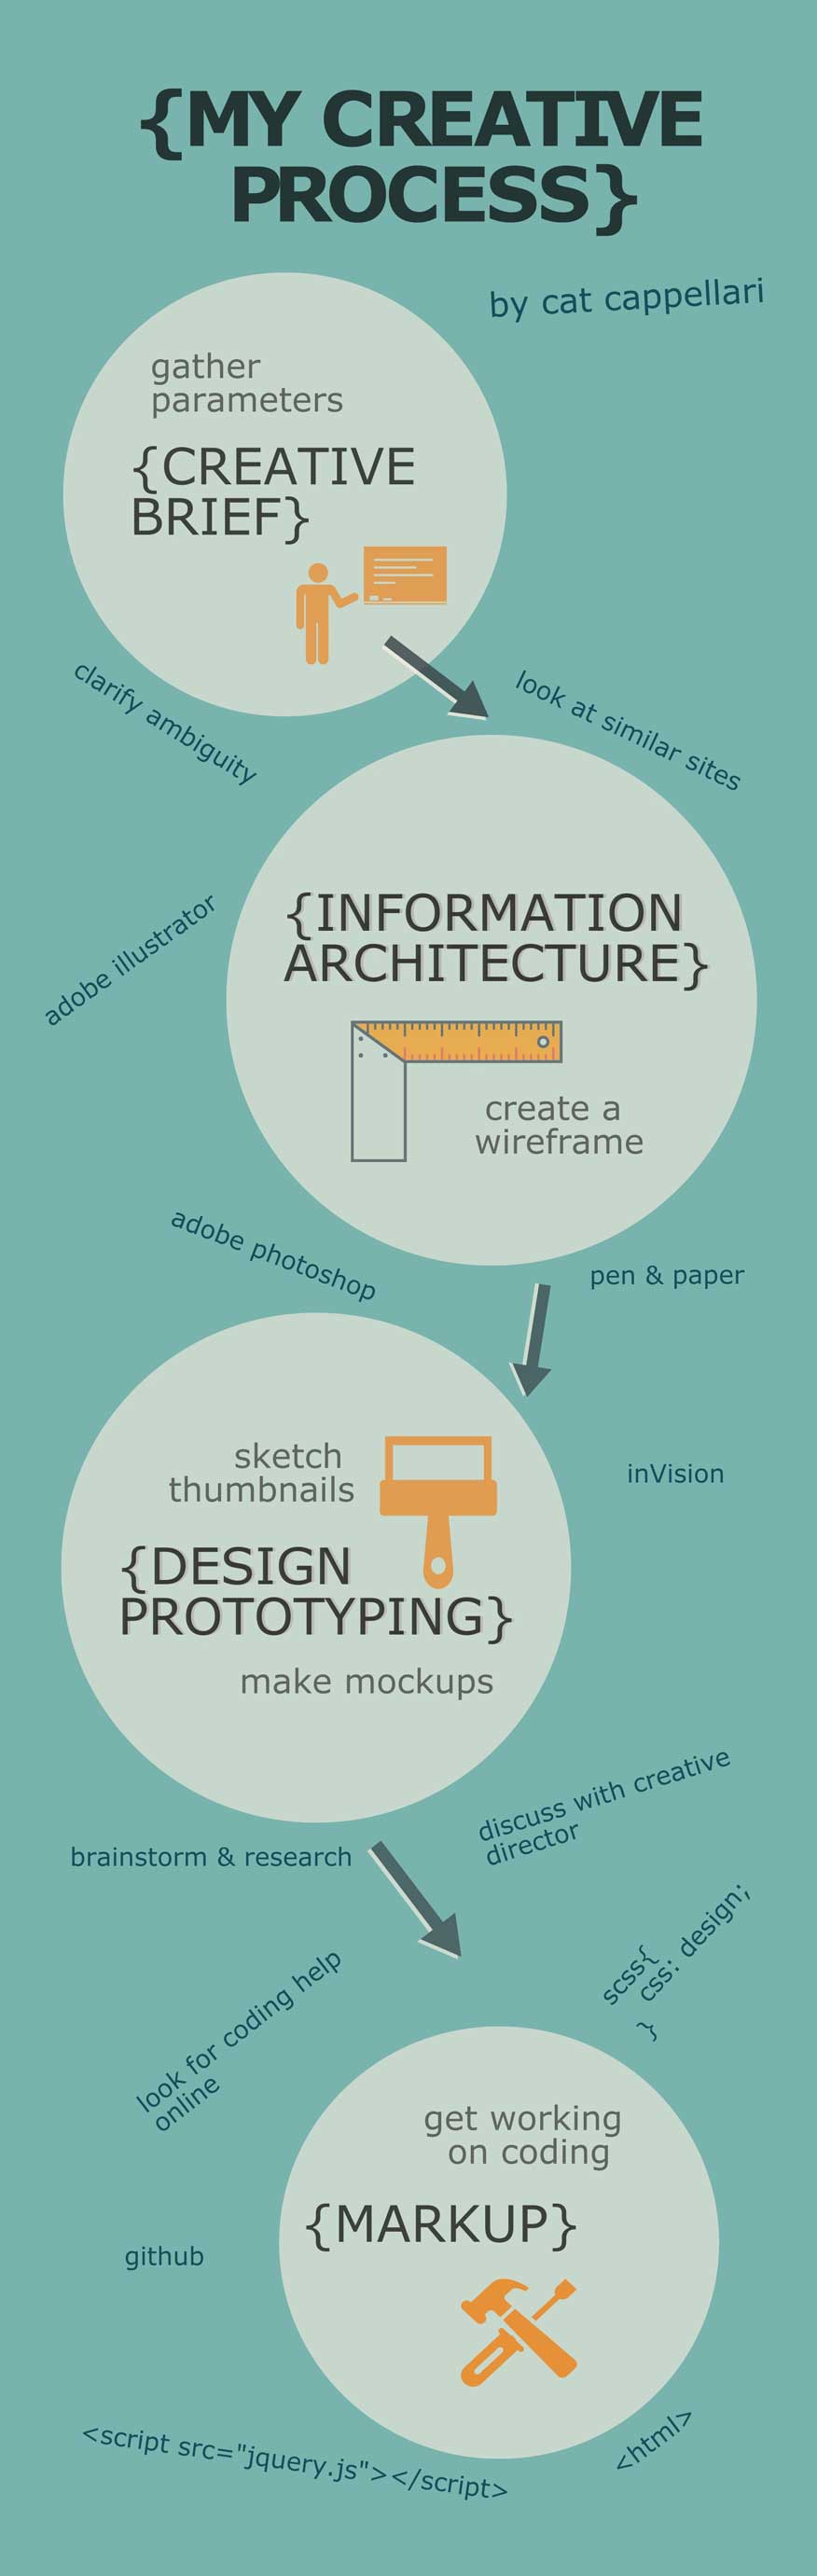 {MY CREATIVE
PROCESS}
by cat cappellari
gather
parameters
{CREATIVE
BRIEF}
clarify ambiguity
look at similar sites
adobe illustrator
{INFORMATION
ARCHITECTURE}
create a
wireframe
adobe photoshop
pen & paper
sketch
thumbnails
inVision
{DESIGN
PROTOTYPING}
make mockups
discuss with creative
director
brainstorm & research
scss{
css: design;
}
look for coding help
online
get working
on coding
{MARKUP}
github
<script src="jquery.js"></script>
<html>